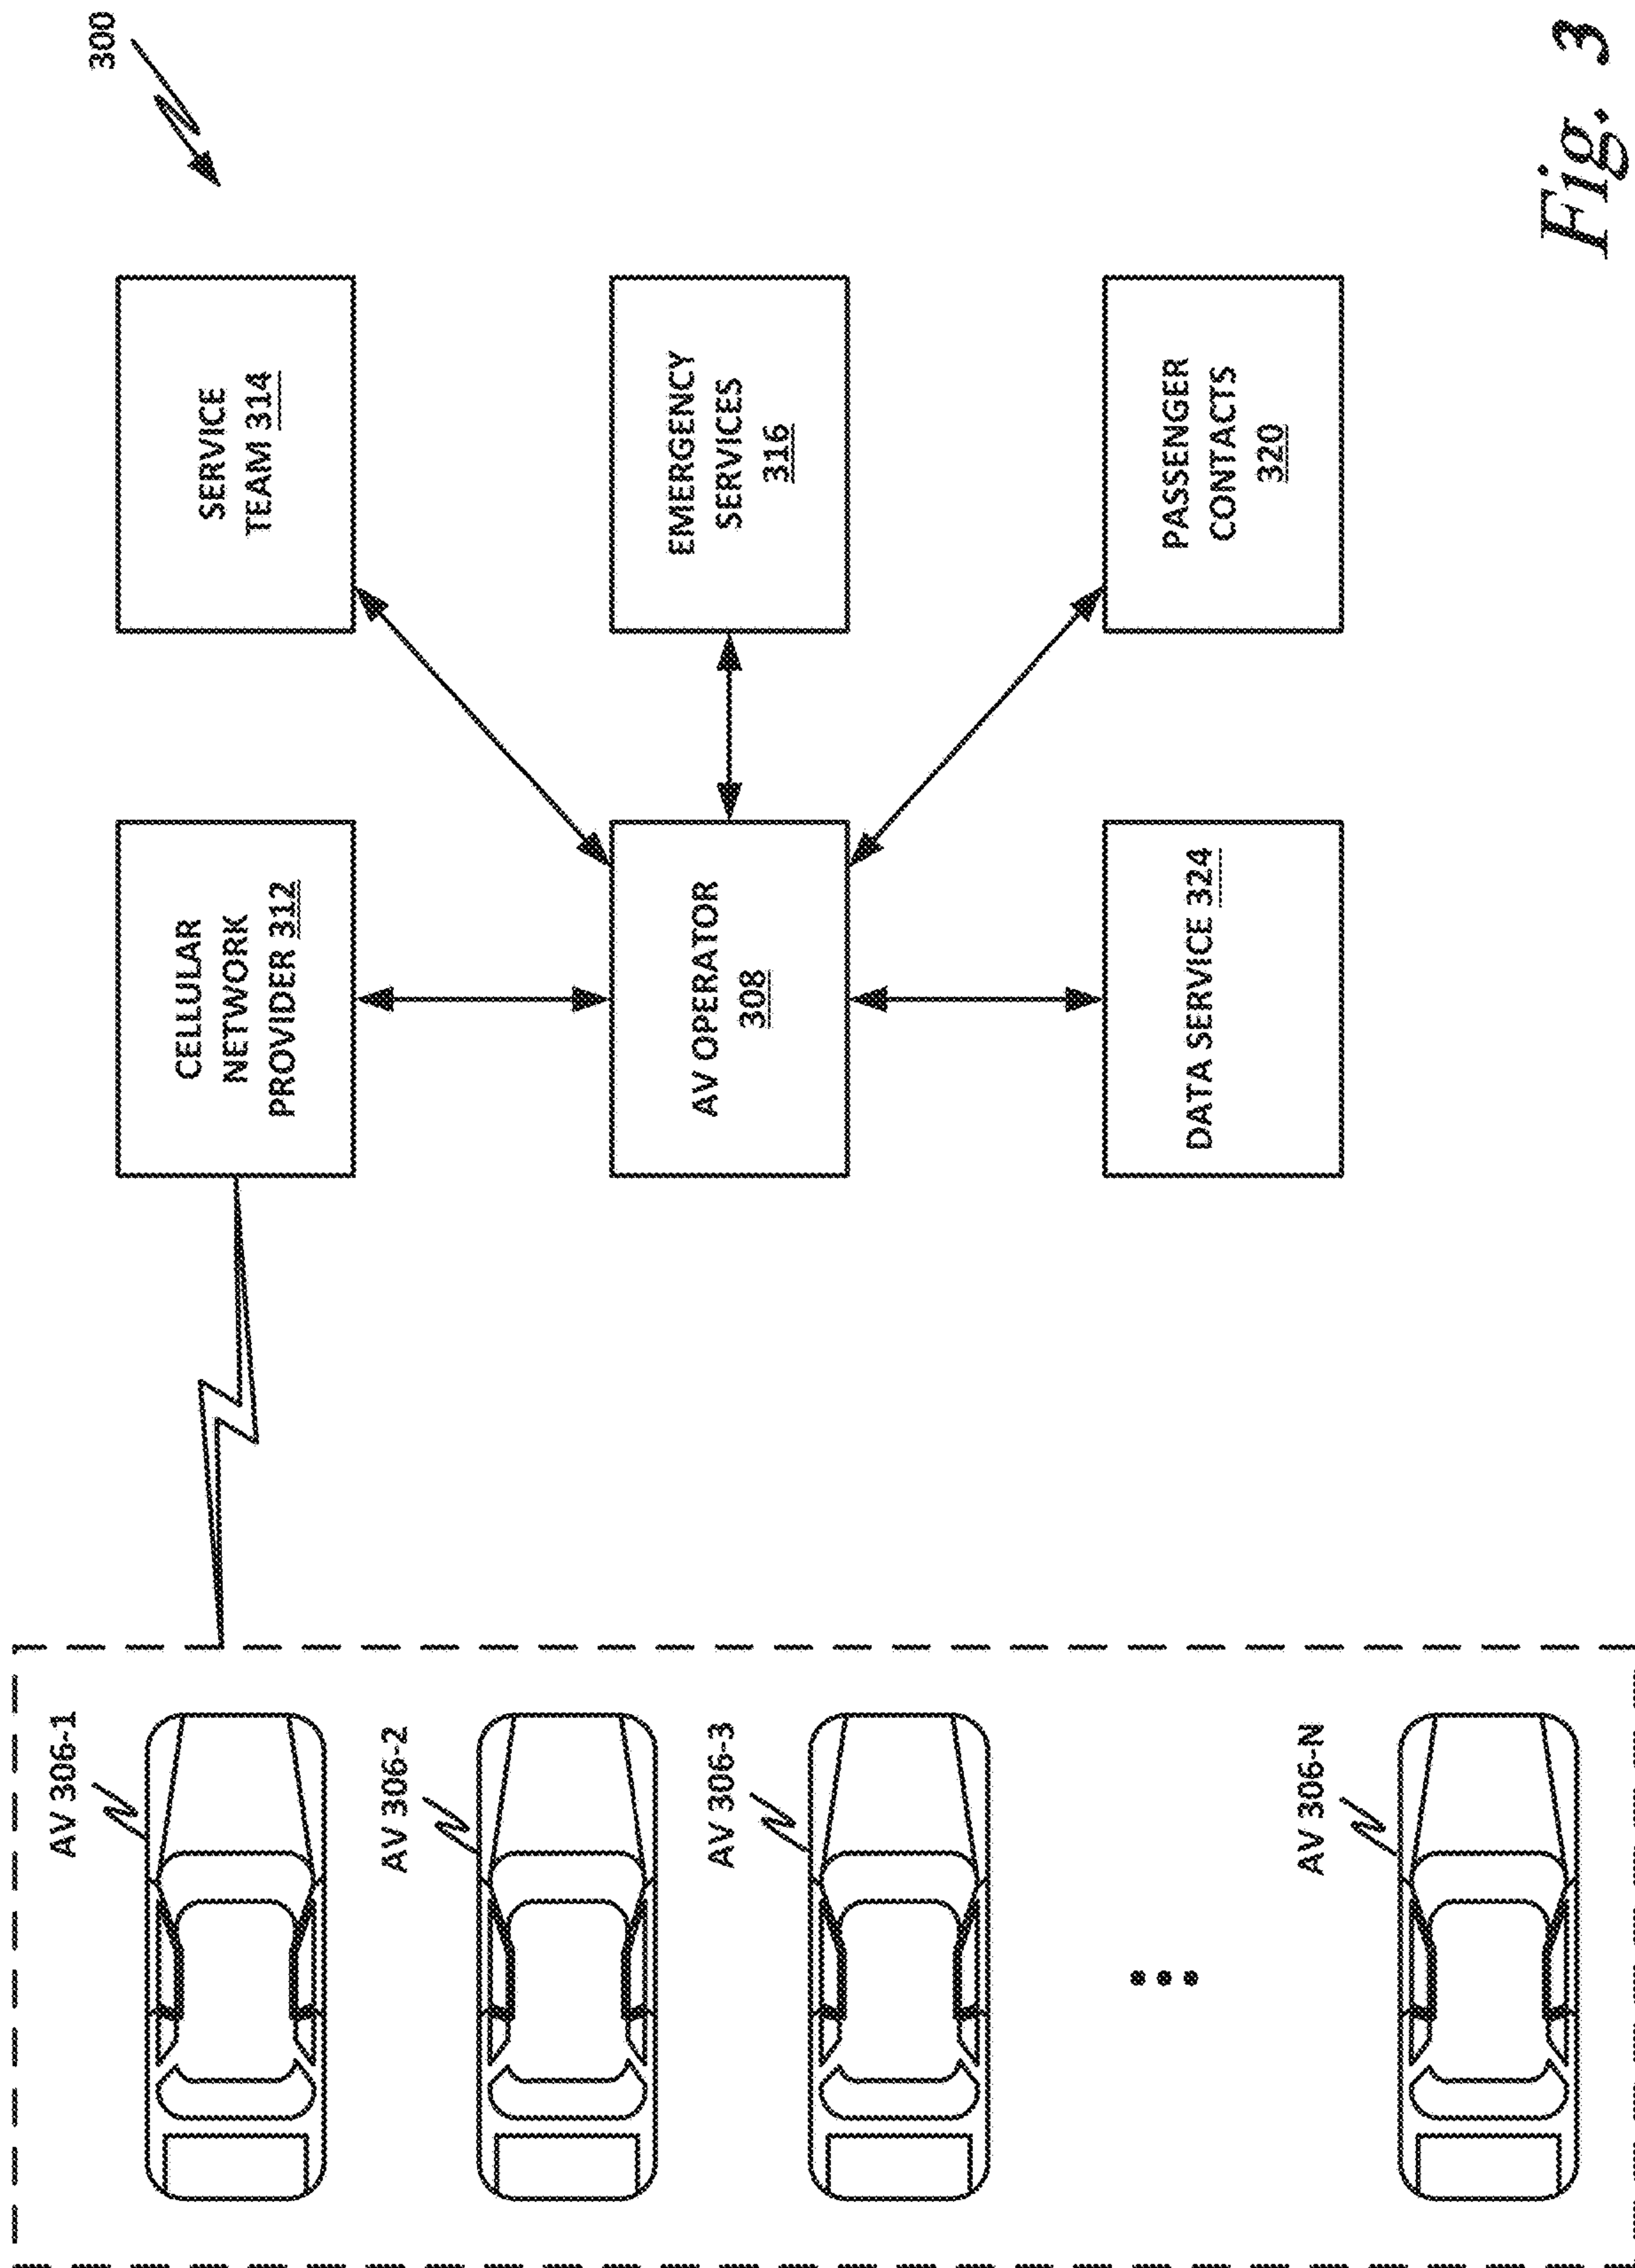 300
AV 306-1
AV 306-2
AV 306-3
AV 306-N
CELLULAR
NETWORK
PROVIDER 312
SERVICE
TEAM 314
AV OPERATOR
308
EMERGENCY
SERVICES
316
DATA SERVICE 324
PASSENGER
CONTACTS
320
Fig. 3